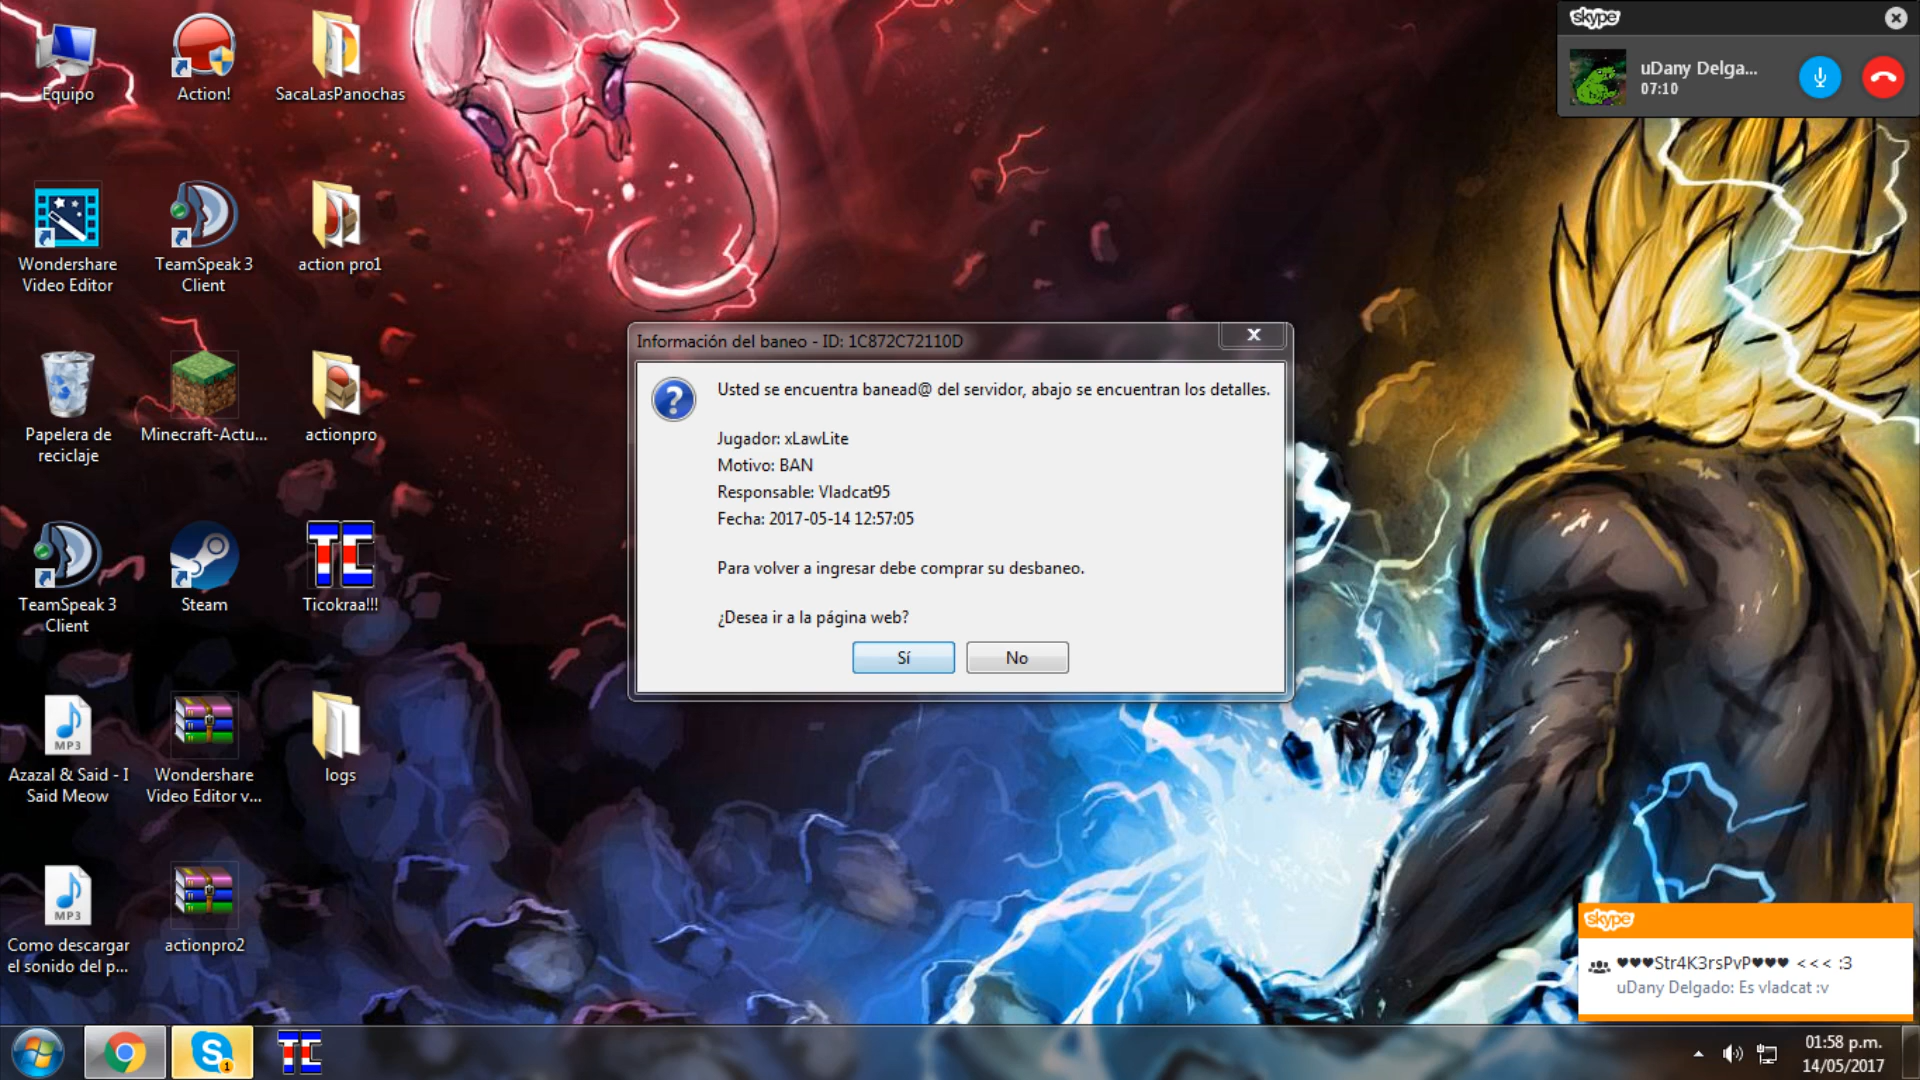 Equipo
Action!
SacaLasPanochas
Wondershare
Video Editor
TeamSpeak 3
Client
action pro1
Papelera de
reciclaje
Minecraft-Actu...
actionpro
TeamSpeak 3
Client
Steam
TC
Ticokraa!!!
MP3
Azazal & Said - I
Said Meow
Wondershare
Video Editor v...
logs
MP3
Como descargar
el sonido del p...
actionpro2
skype
uDany Delga...
07:10
Información del baneo - ID: 1C872C72110D
Usted se encuentra banead@ del servidor, abajo se encuentran los detalles.
Jugador: xLawLite
Motivo: BAN
Responsable: Vladcat95
Fecha: 2017-05-14 12:57:05
Para volver a ingresar debe comprar su desbaneo.
¿Desea ir a la página web?
Sí
No
skype
♥♥♥Str4K3rsPvP♥♥♥ <<< :3
uDany Delgado: Es vladcat :v
S
1
TC
01:58 p.m.
14/05/2017